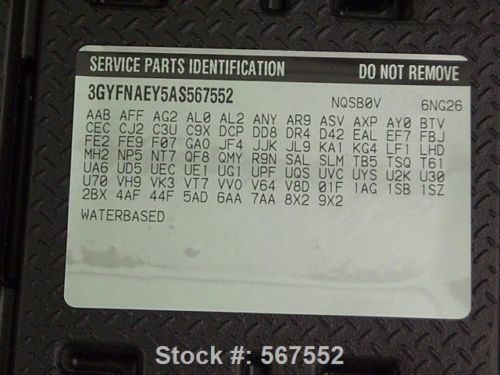 SERVICE PARTS IDENTIFICATION DO NOT REMOVE
3GYFNAEY5AS567552 NQSB0V 6NG26
AAB AFF AG2 AL0 AL2 ANY AR9 ASV AXP AY0 BTV
CEC CJ2 C3U C9X DCP DD8 DR4 D42 EAL EF7 FBJ
FE2 FE9 F07 GA0 JF4 JJK JL9 KA1 KG4 LF1 LHD
MH2 NP5 NT7 QF8 QMY R9N SAL SLM TB5 TSQ T61
UA6 UD5 UEC UE1 UG1 UPF UQS UVC UYS U2K U30
U70 VH9 VK3 VT7 VV0 V64 V8D 01F 1AG 1SB 1SZ
2BX 4AF 44F 5AD 6AA 7AA 8X2 9X2
WATERBASED
Stock #: 567552